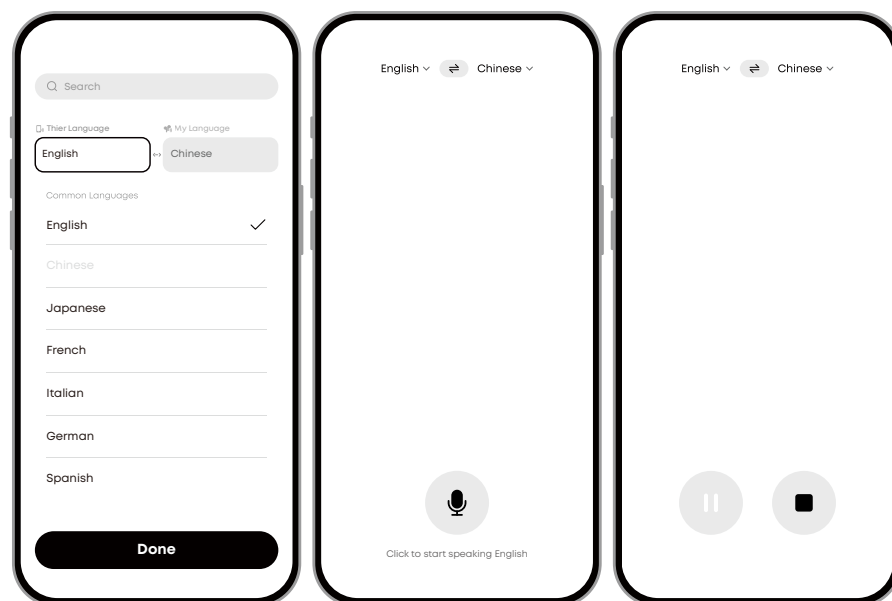 Search
Thier Language
My Language
English
Chinese
Common Languages
English
Chinese
Japanese
French
Italian
German
Spanish
Done
English
Chinese
Click to start speaking English
English
Chinese